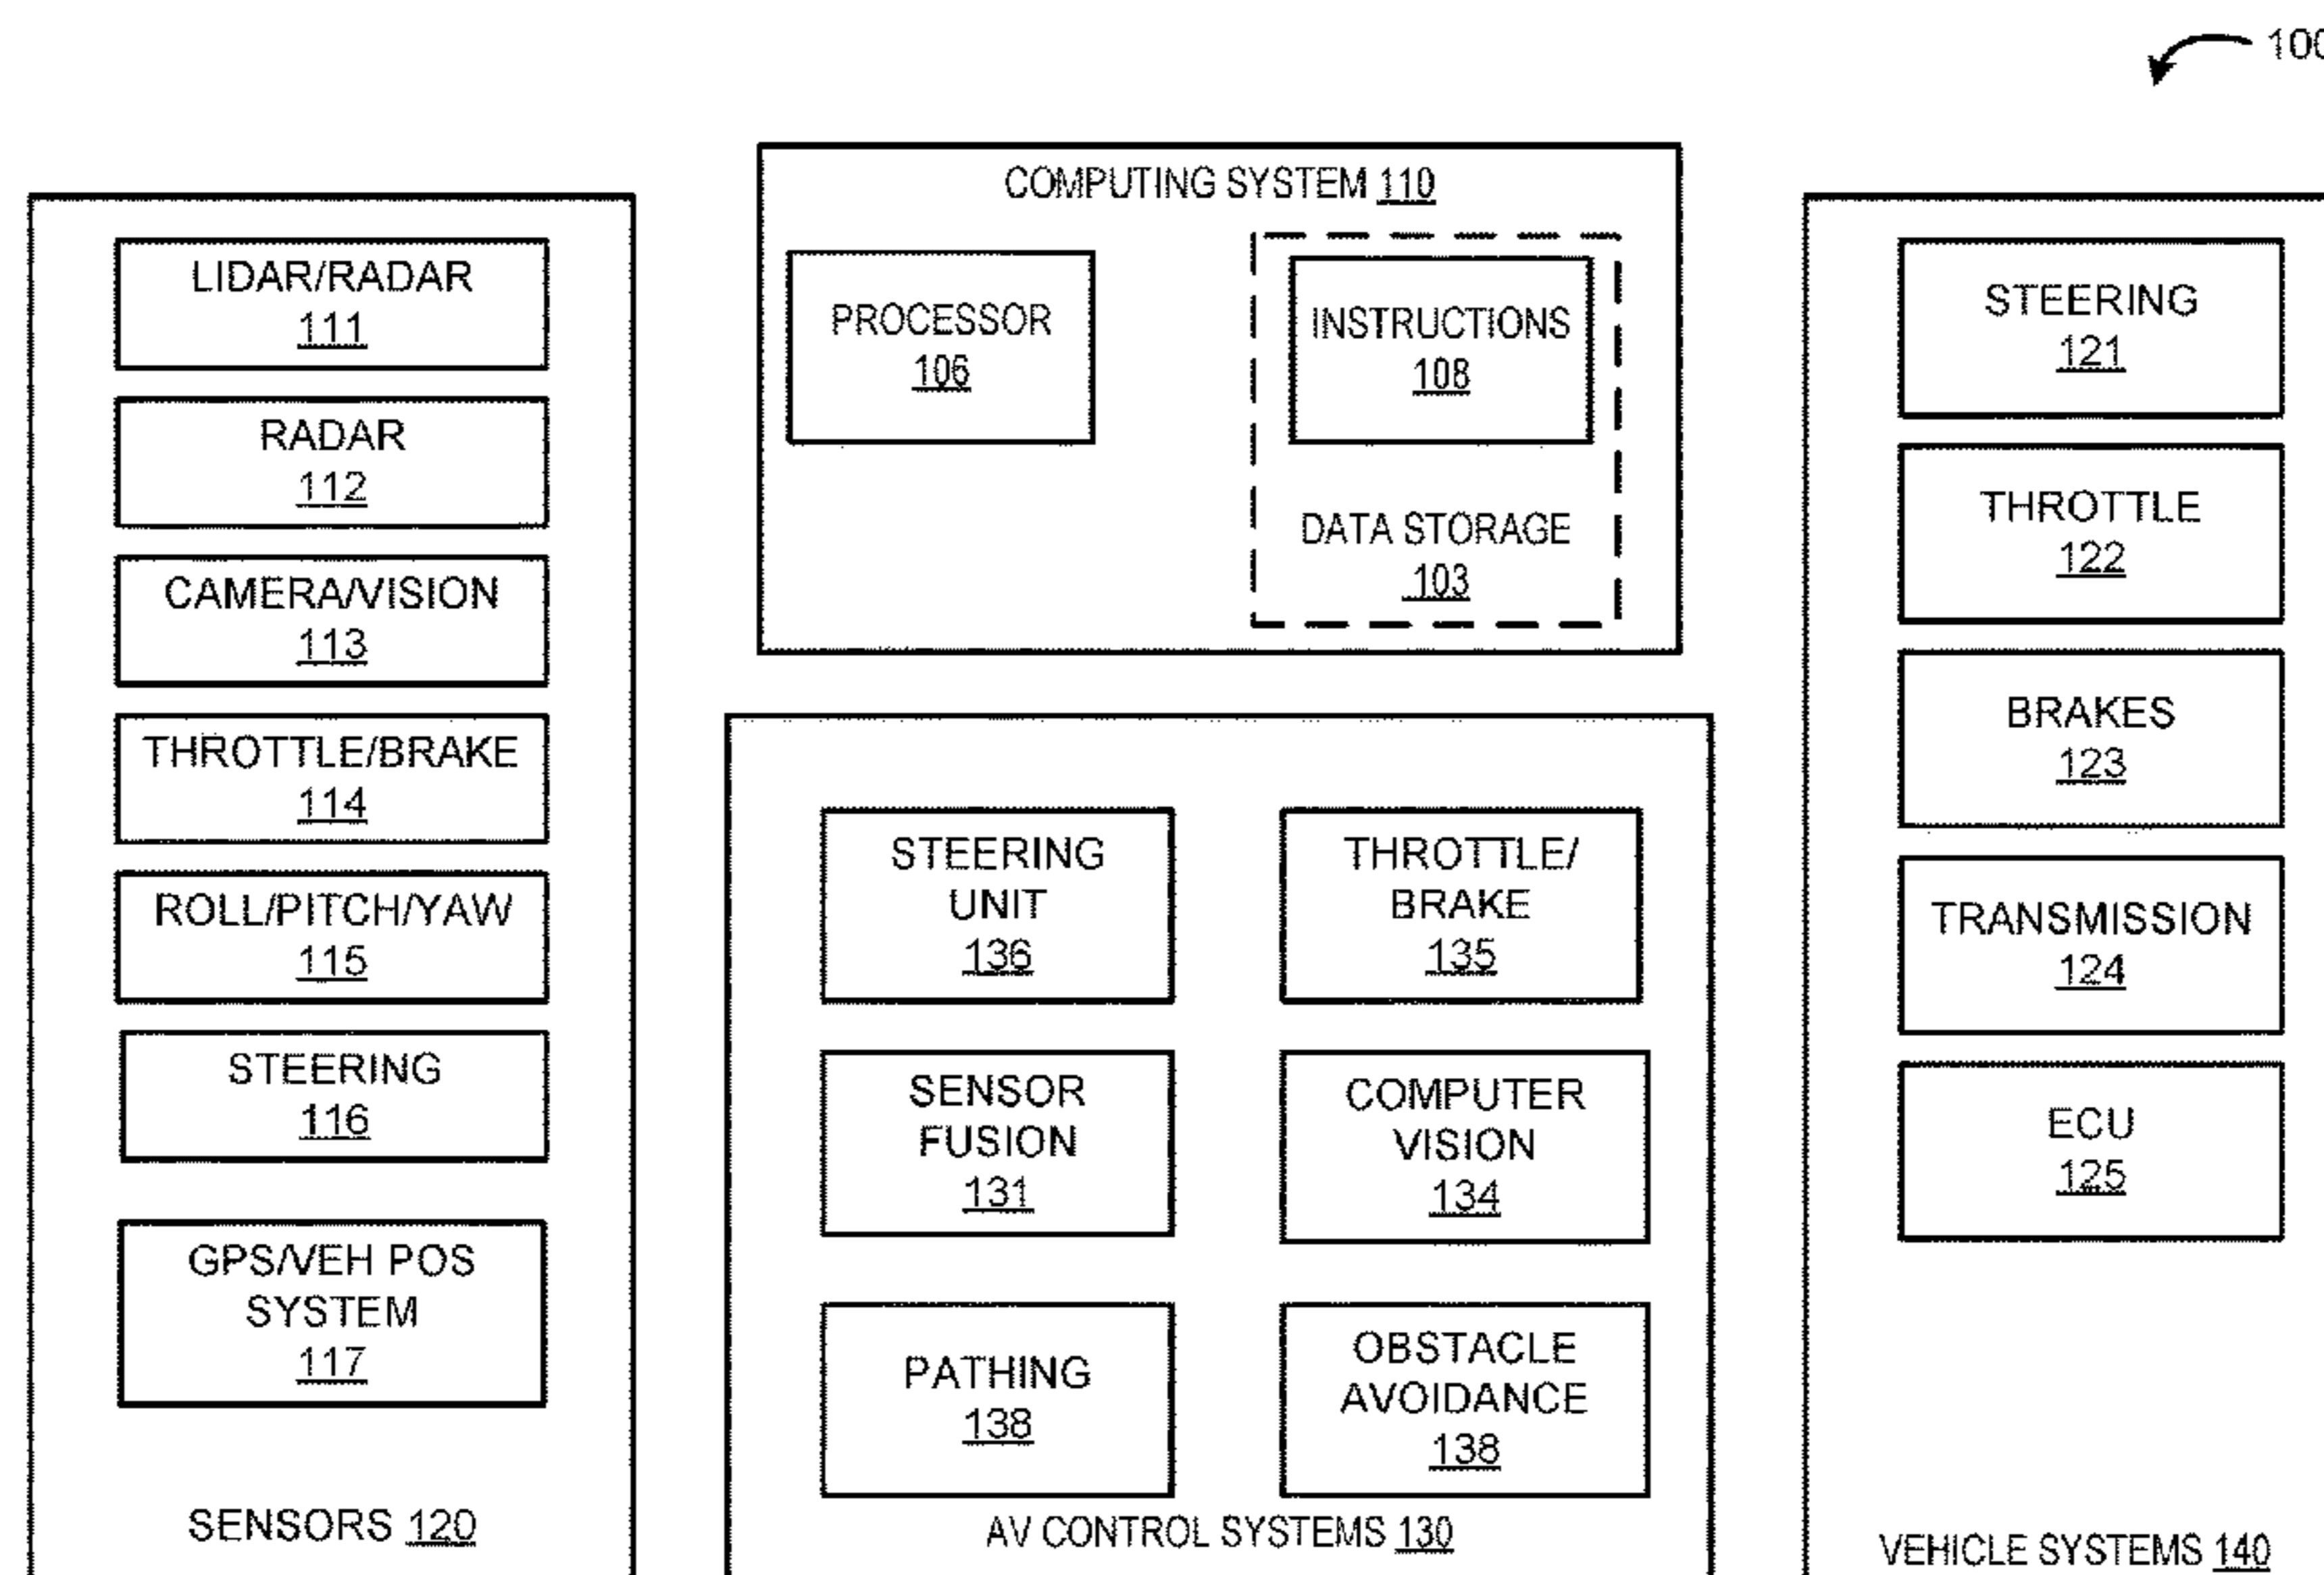 100
LIDAR/RADAR
111
RADAR
112
CAMERA/VISION
113
THROTTLE/BRAKE
114
ROLL/PITCH/YAW
115
STEERING
116
GPS/VEH POS
SYSTEM
117
SENSORS 120
COMPUTING SYSTEM 110
PROCESSOR
106
INSTRUCTIONS
108
DATA STORAGE
103
STEERING
UNIT
136
THROTTLE/
BRAKE
135
SENSOR
FUSION
131
COMPUTER
VISION
134
PATHING
138
OBSTACLE
AVOIDANCE
138
AV CONTROL SYSTEMS 130
STEERING
121
THROTTLE
122
BRAKES
123
TRANSMISSION
124
ECU
125
VEHICLE SYSTEMS 140